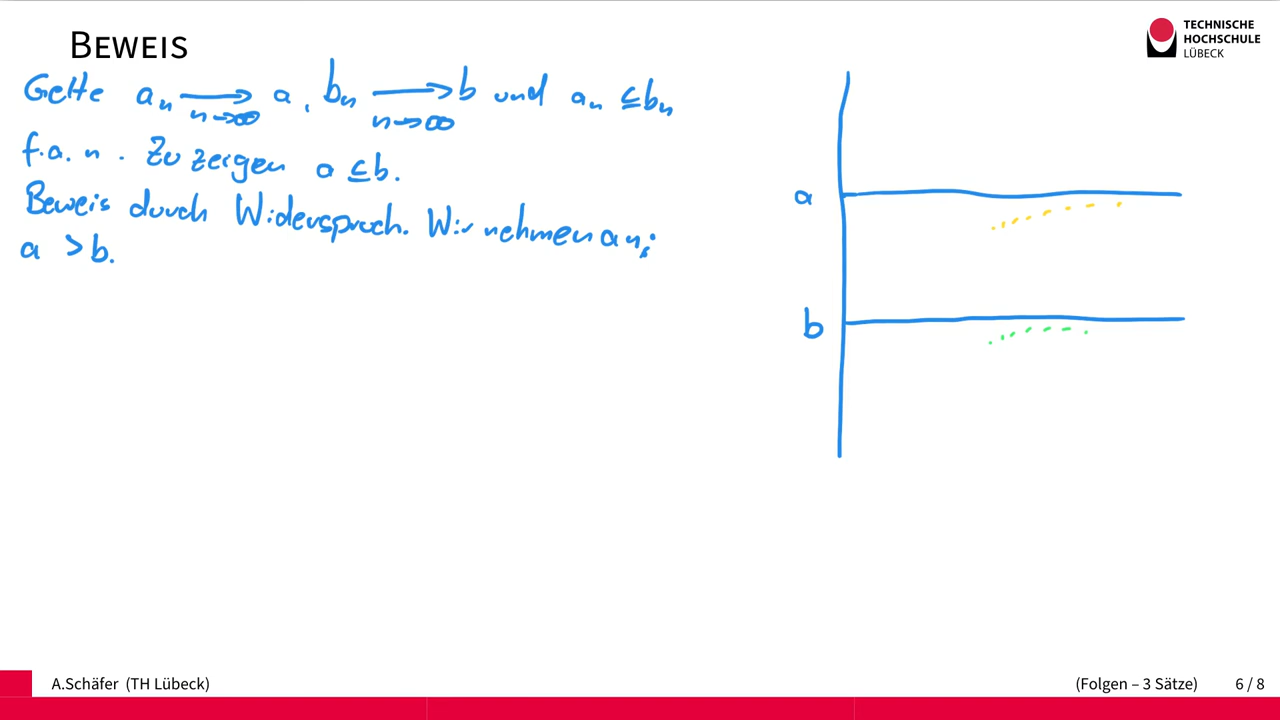 BEWEIS
TECHNISCHE
HOCHSCHULE
LÜBECK
Gelte aₙ ⟶ a, bₙ ⟶ b und aₙ ≤ bₙ
n→∞ n→∞
f.a. n. Zu zeigen a ≤ b.
Beweis durch Widerspruch. Wir nehmen an:
a > b.
a
b
A.Schäfer (TH Lübeck) (Folgen – 3 Sätze) 6 / 8